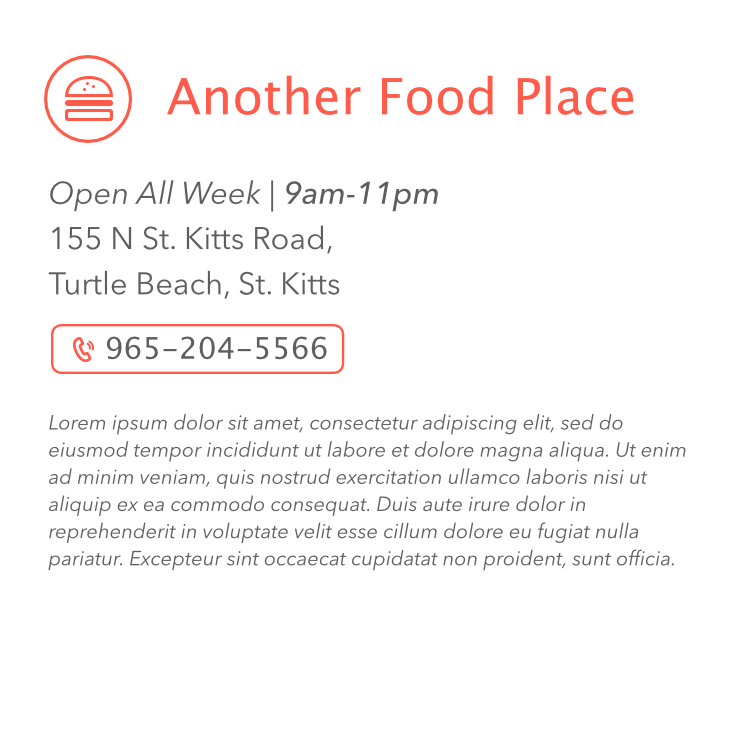 Another Food Place
Open All Week | 9am-11pm
155 N St. Kitts Road,
Turtle Beach, St. Kitts
965-204-5566
Lorem ipsum dolor sit amet, consectetur adipiscing elit, sed do
eiusmod tempor incididunt ut labore et dolore magna aliqua. Ut enim
ad minim veniam, quis nostrud exercitation ullamco laboris nisi ut
aliquip ex ea commodo consequat. Duis aute irure dolor in
reprehenderit in voluptate velit esse cillum dolore eu fugiat nulla
pariatur. Excepteur sint occaecat cupidatat non proident, sunt officia.